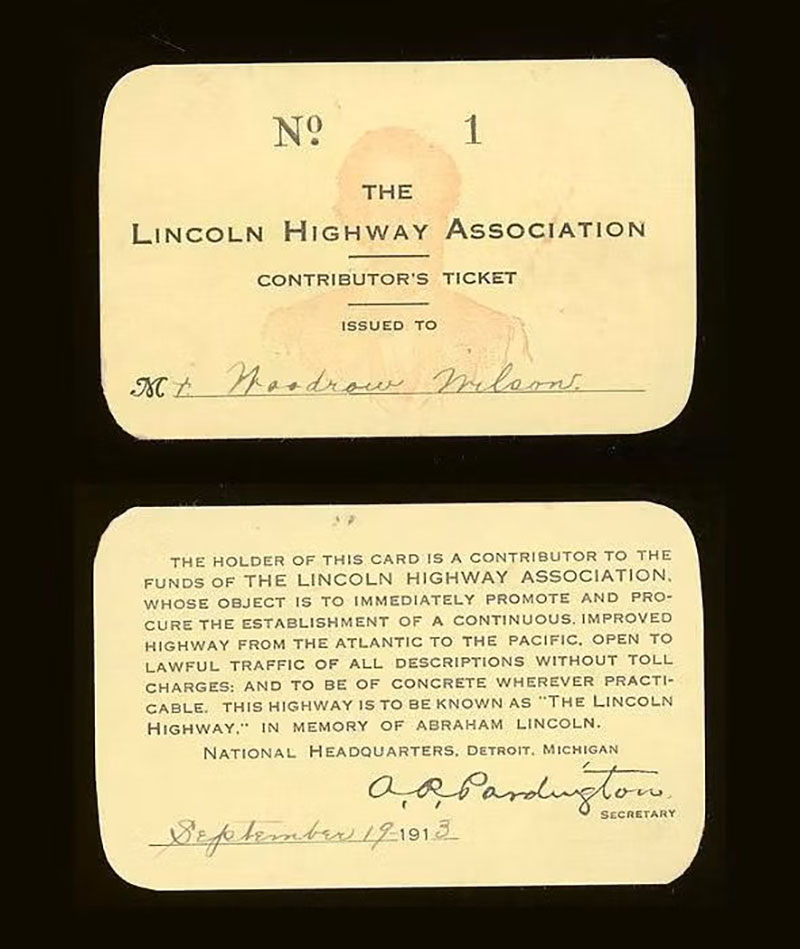 Nº 1
THE
LINCOLN HIGHWAY ASSOCIATION
CONTRIBUTOR'S TICKET
ISSUED TO
Mr. Woodrow Wilson.
THE HOLDER OF THIS CARD IS A CONTRIBUTOR TO THE
FUNDS OF THE LINCOLN HIGHWAY ASSOCIATION,
WHOSE OBJECT IS TO IMMEDIATELY PROMOTE AND PRO-
CURE THE ESTABLISHMENT OF A CONTINUOUS, IMPROVED
HIGHWAY FROM THE ATLANTIC TO THE PACIFIC, OPEN TO
LAWFUL TRAFFIC OF ALL DESCRIPTIONS WITHOUT TOLL
CHARGES; AND TO BE OF CONCRETE WHEREVER PRACTI-
CABLE. THIS HIGHWAY IS TO BE KNOWN AS "THE LINCOLN
HIGHWAY," IN MEMORY OF ABRAHAM LINCOLN.
NATIONAL HEADQUARTERS, DETROIT, MICHIGAN
A. R. Pardington
SECRETARY
September 19 1913